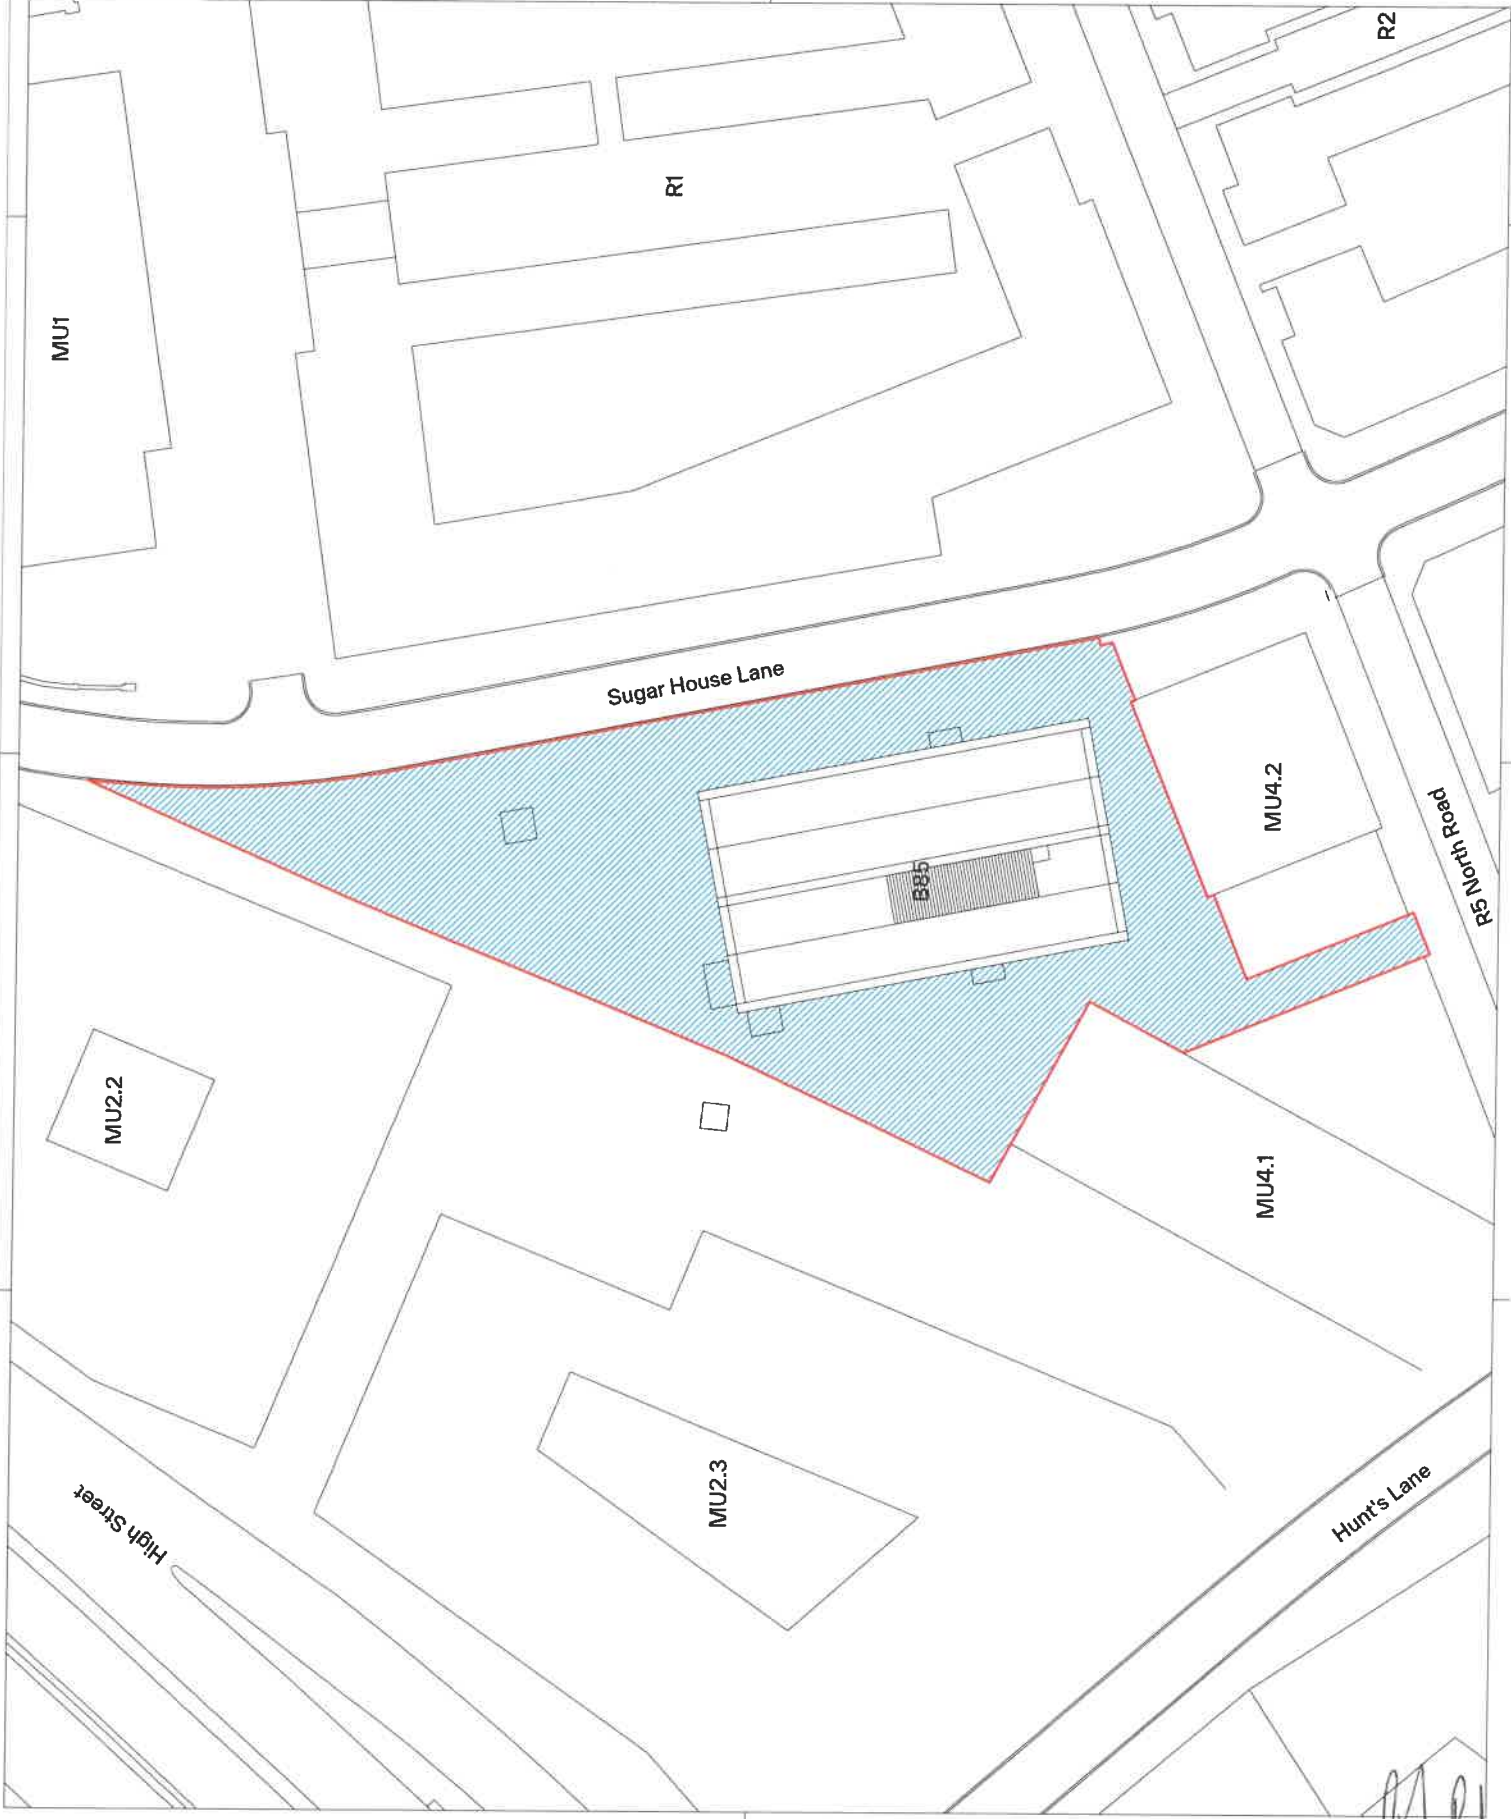 R2
R1
MU1
Sugar House Lane
MU4.2
R5 North Road
B85
MU2.2
MU4.1
MU2.3
High Street
Hunt's Lane